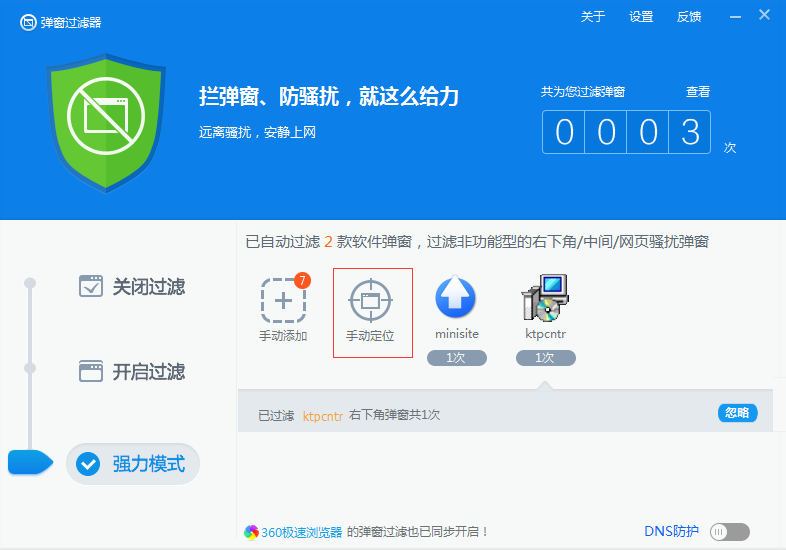 弹窗过滤器
关于 设置 反馈
拦弹窗、防骚扰，就这么给力
远离骚扰，安静上网
共为您过滤弹窗 查看
0 0 0 3 次
已自动过滤 2 款软件弹窗，过滤非功能型的右下角/中间/网页骚扰弹窗
关闭过滤
开启过滤
强力模式
7
手动添加 手动定位 minisite ktpcntr
1次 1次
已过滤 ktpcntr 右下角弹窗共1次 忽略
360极速浏览器 的弹窗过滤也已同步开启！ DNS防护